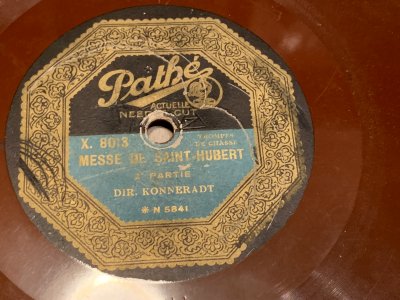 Pathé
ACTUELLE
NEEDLE CUT
X. 8013
TROMPES
DE CHASSE
MESSE DE SAINT-HUBERT
2e PARTIE
DIR. KONNERADT
N 5841